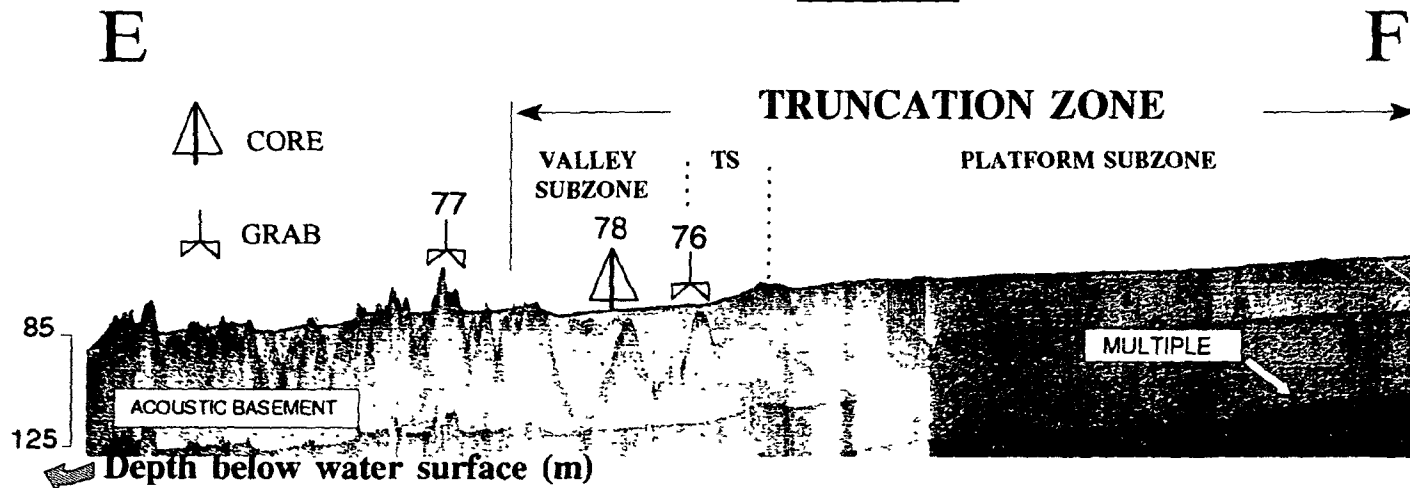 E
F
TRUNCATION ZONE
CORE
VALLEY
SUBZONE
TS
PLATFORM SUBZONE
77
78
76
GRAB
85
MULTIPLE
ACOUSTIC BASEMENT
125
Depth below water surface (m)